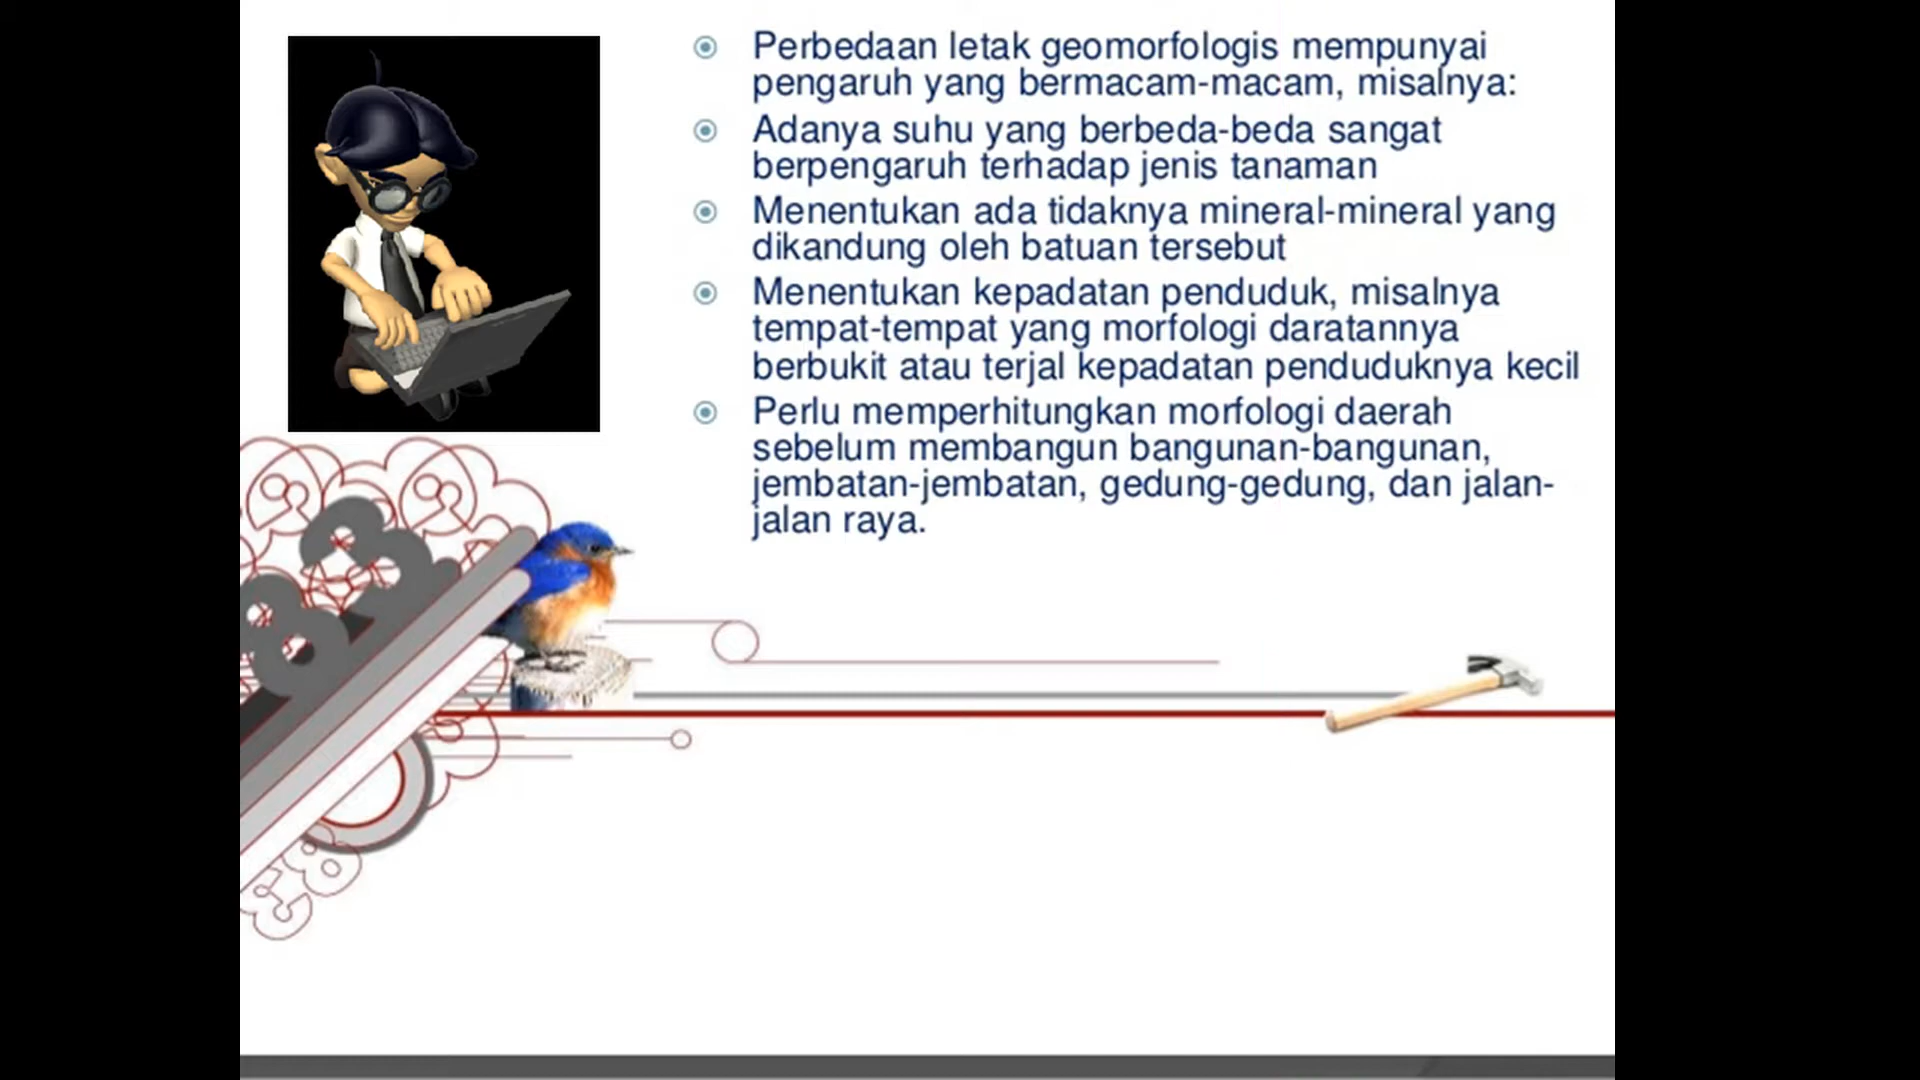 Perbedaan letak geomorfologis mempunyai
pengaruh yang bermacam-macam, misalnya:
Adanya suhu yang berbeda-beda sangat
berpengaruh terhadap jenis tanaman
Menentukan ada tidaknya mineral-mineral yang
dikandung oleh batuan tersebut
Menentukan kepadatan penduduk, misalnya
tempat-tempat yang morfologi daratannya
berbukit atau terjal kepadatan penduduknya kecil
Perlu memperhitungkan morfologi daerah
sebelum membangun bangunan-bangunan,
jembatan-jembatan, gedung-gedung, dan jalan-
jalan raya.